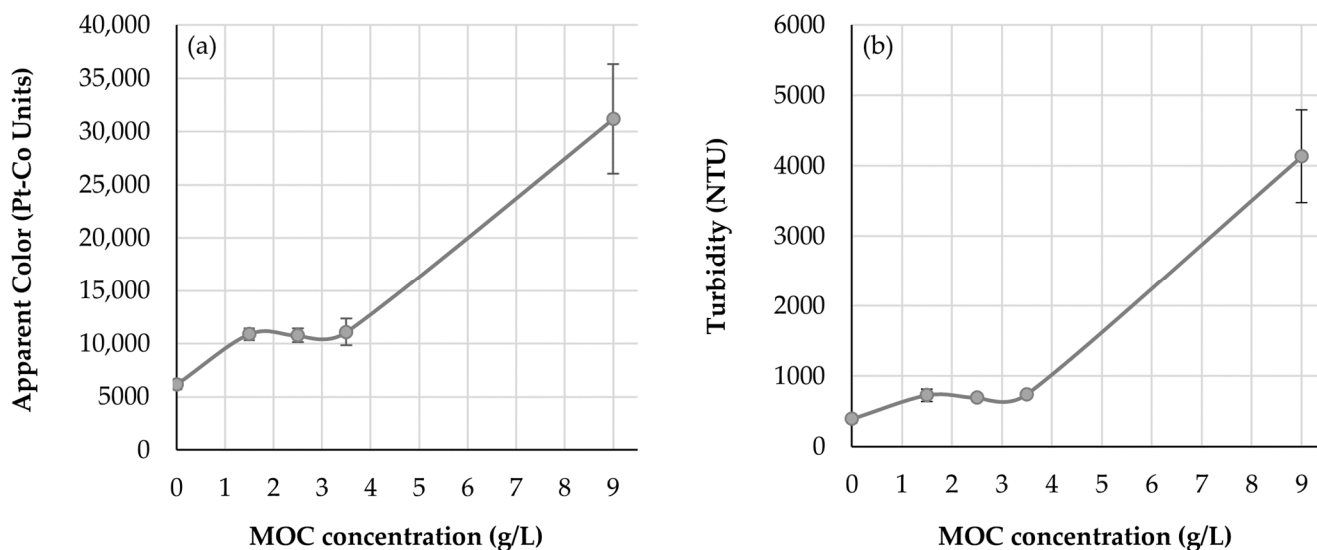 (a)
Apparent Color (Pt-Co Units)
40,000
35,000
30,000
25,000
20,000
15,000
10,000
5000
0
0 1 2 3 4 5 6 7 8 9
MOC concentration (g/L)
(b)
Turbidity (NTU)
6000
5000
4000
3000
2000
1000
0
0 1 2 3 4 5 6 7 8 9
MOC concentration (g/L)